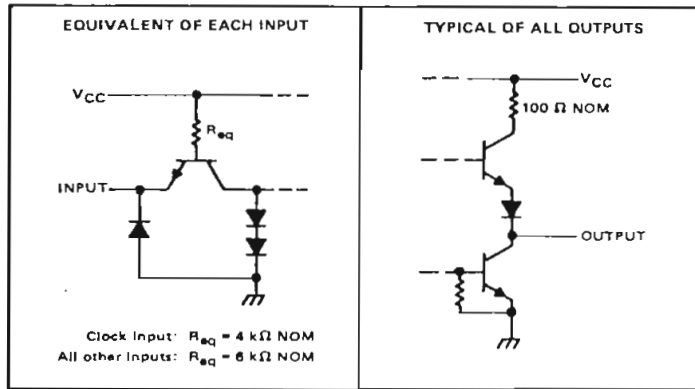 EQUIVALENT OF EACH INPUT
VCC
Req
INPUT
Clock Input: Req = 4 kΩ NOM
All other Inputs: Req = 6 kΩ NOM
TYPICAL OF ALL OUTPUTS
VCC
100 Ω NOM
OUTPUT